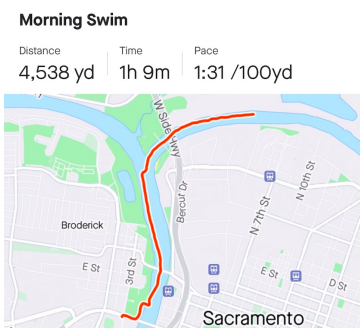 Morning Swim
Distance Time Pace
4,538 yd 1h 9m 1:31 /100yd
W Side Hwy
Bercut Dr
N 10th St
N 7th St
Broderick
3rd St
E St
E St
D St
Sacramento